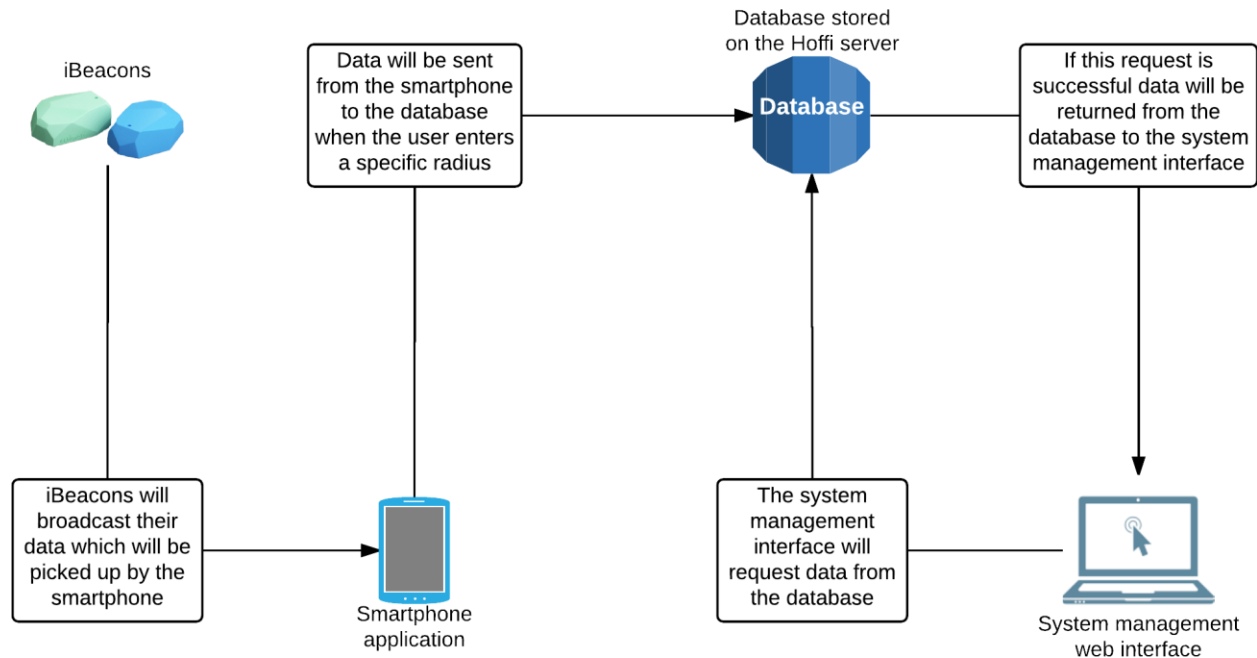 iBeacons
Data will be sent
from the smartphone
to the database
when the user enters
a specific radius
Database stored
on the Hoffi server
Database
If this request is
successful data will be
returned from the
database to the system
management interface
iBeacons will
broadcast their
data which will be
picked up by the
smartphone
Smartphone
application
The system
management
interface will
request data from
the database
System management
web interface